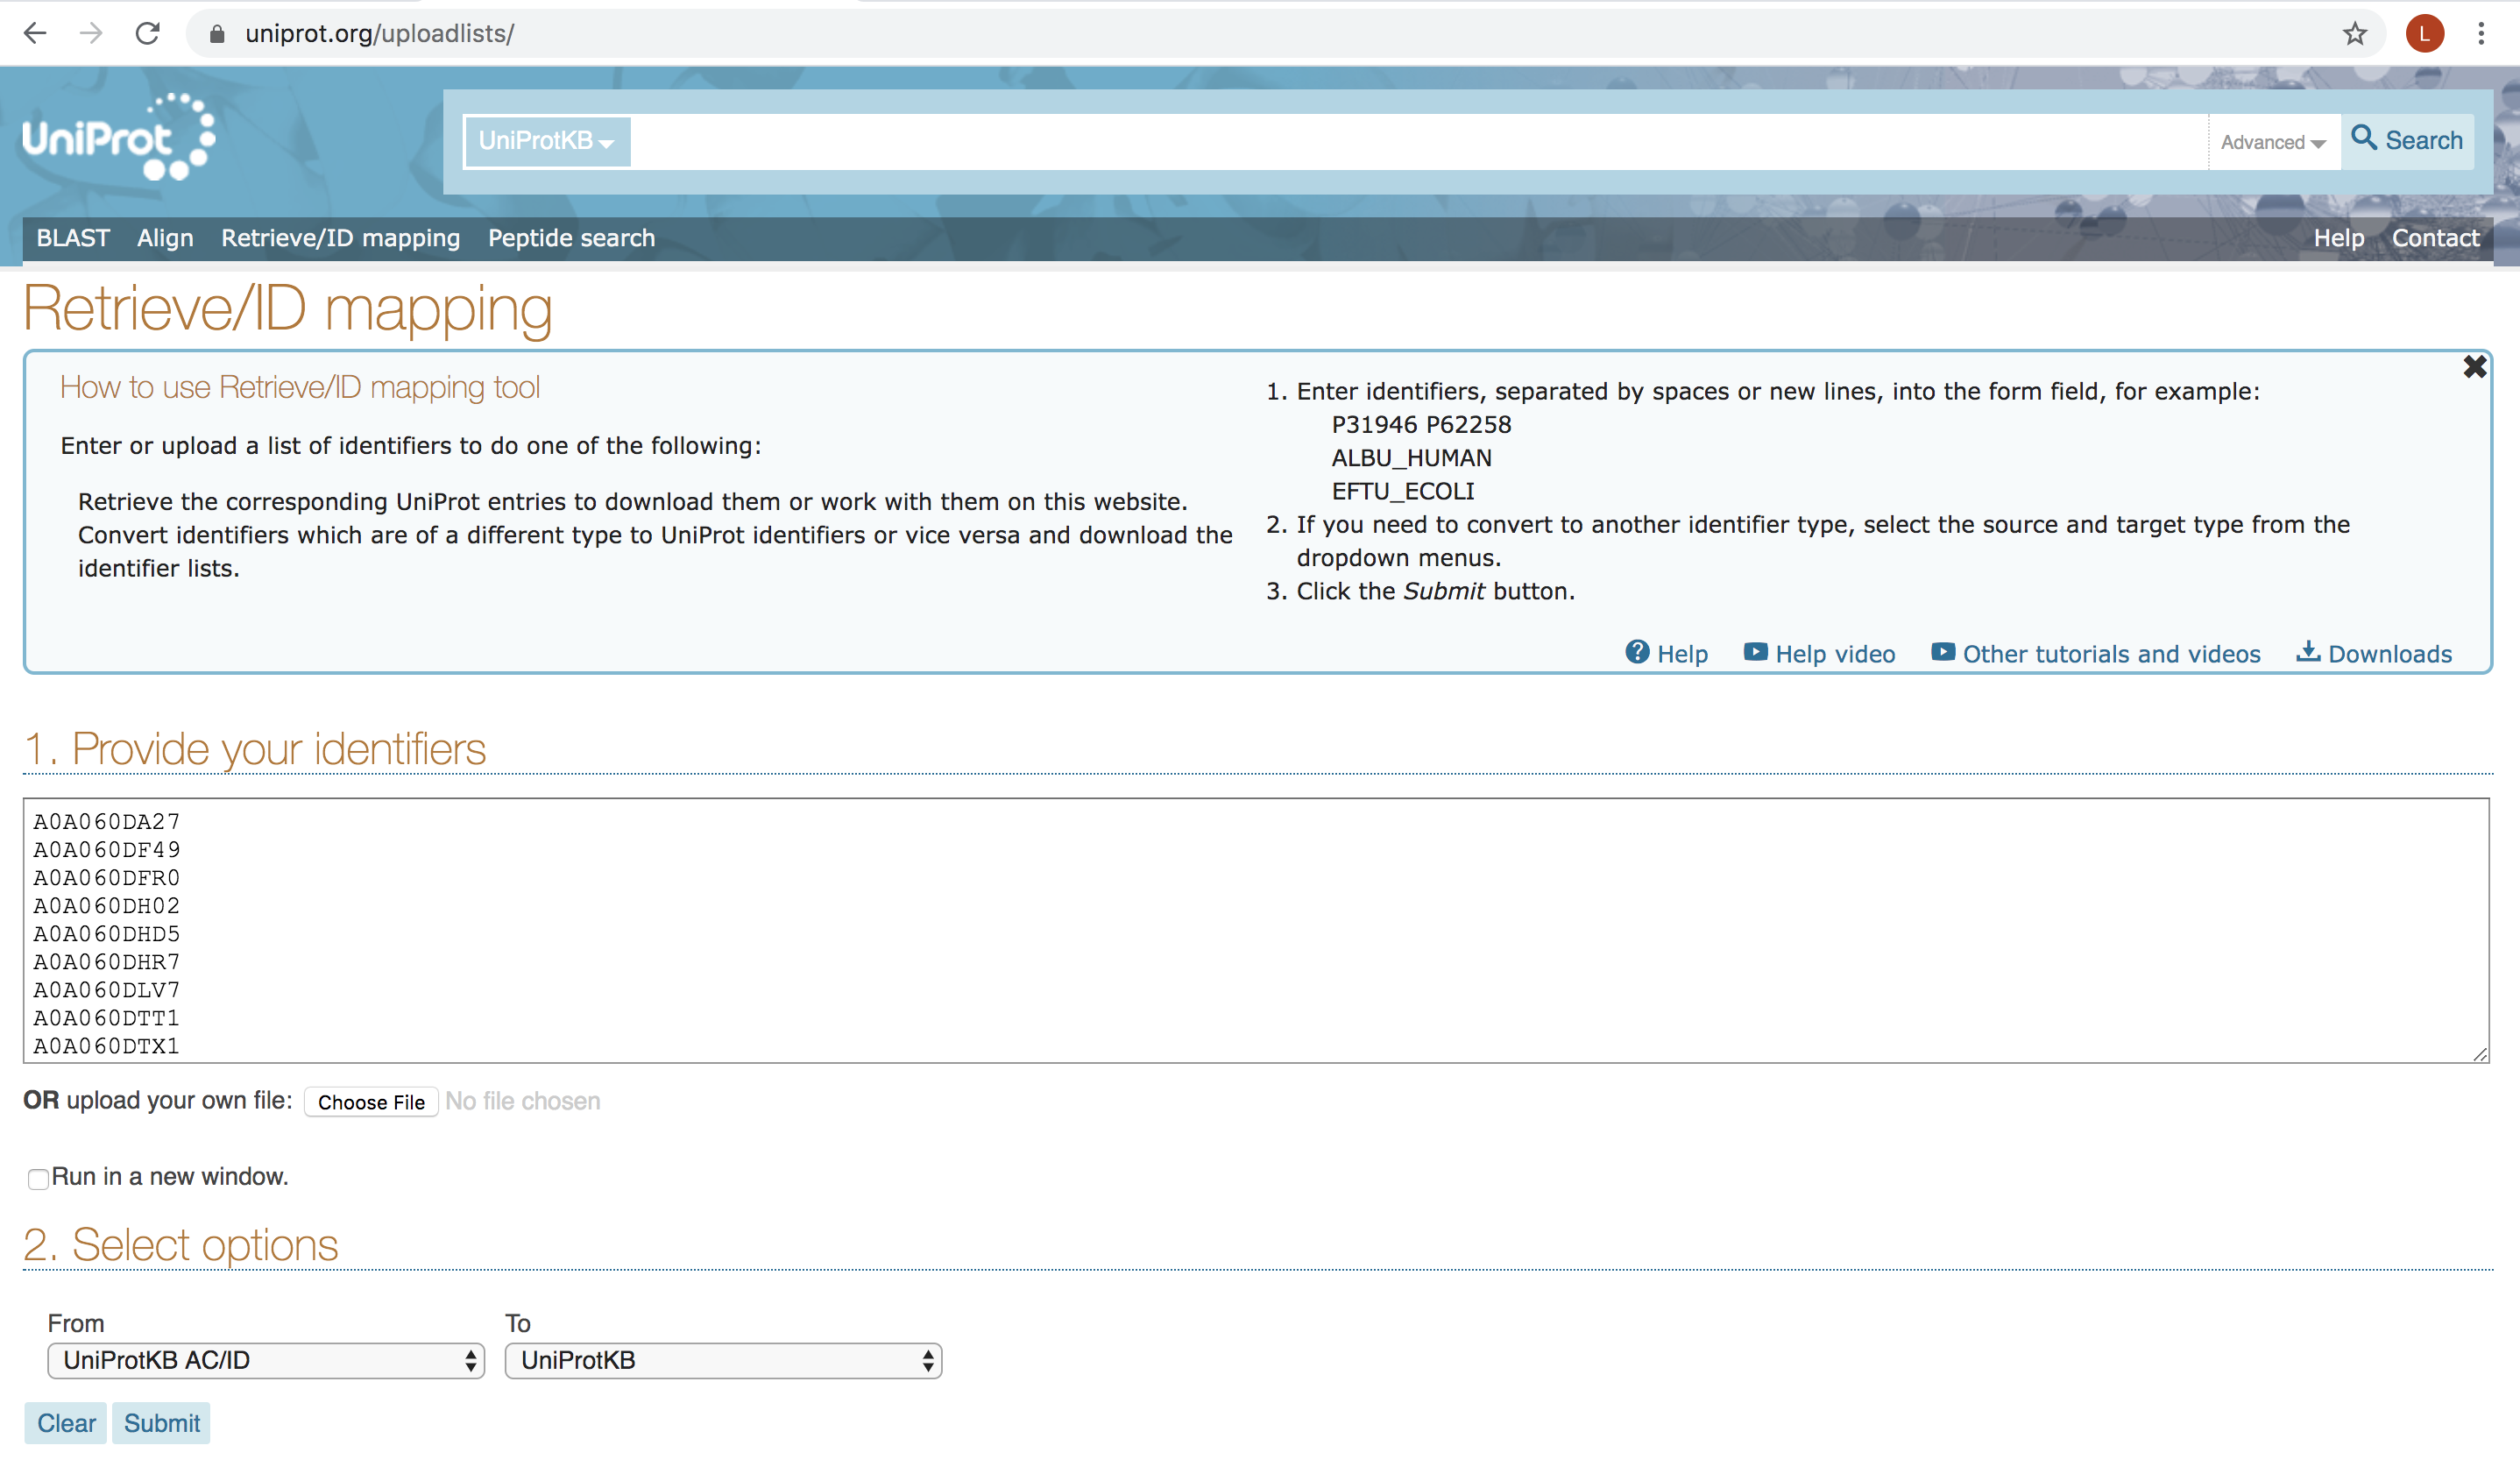 uniprot.org/uploadlists/
L
UniProt
UniProtKB
Advanced
Search
BLAST Align Retrieve/ID mapping Peptide search
Help Contact
Retrieve/ID mapping
How to use Retrieve/ID mapping tool
Enter or upload a list of identifiers to do one of the following:
Retrieve the corresponding UniProt entries to download them or work with them on this website.
Convert identifiers which are of a different type to UniProt identifiers or vice versa and download the
identifier lists.
1. Enter identifiers, separated by spaces or new lines, into the form field, for example:
P31946 P62258
ALBU_HUMAN
EFTU_ECOLI
2. If you need to convert to another identifier type, select the source and target type from the
dropdown menus.
3. Click the Submit button.
Help Help video Other tutorials and videos Downloads
1. Provide your identifiers
A0A060DA27
A0A060DF49
A0A060DFR0
A0A060DH02
A0A060DHD5
A0A060DHR7
A0A060DLV7
A0A060DTT1
A0A060DTX1
OR upload your own file: Choose File No file chosen
Run in a new window.
2. Select options
From To
UniProtKB AC/ID UniProtKB
Clear Submit